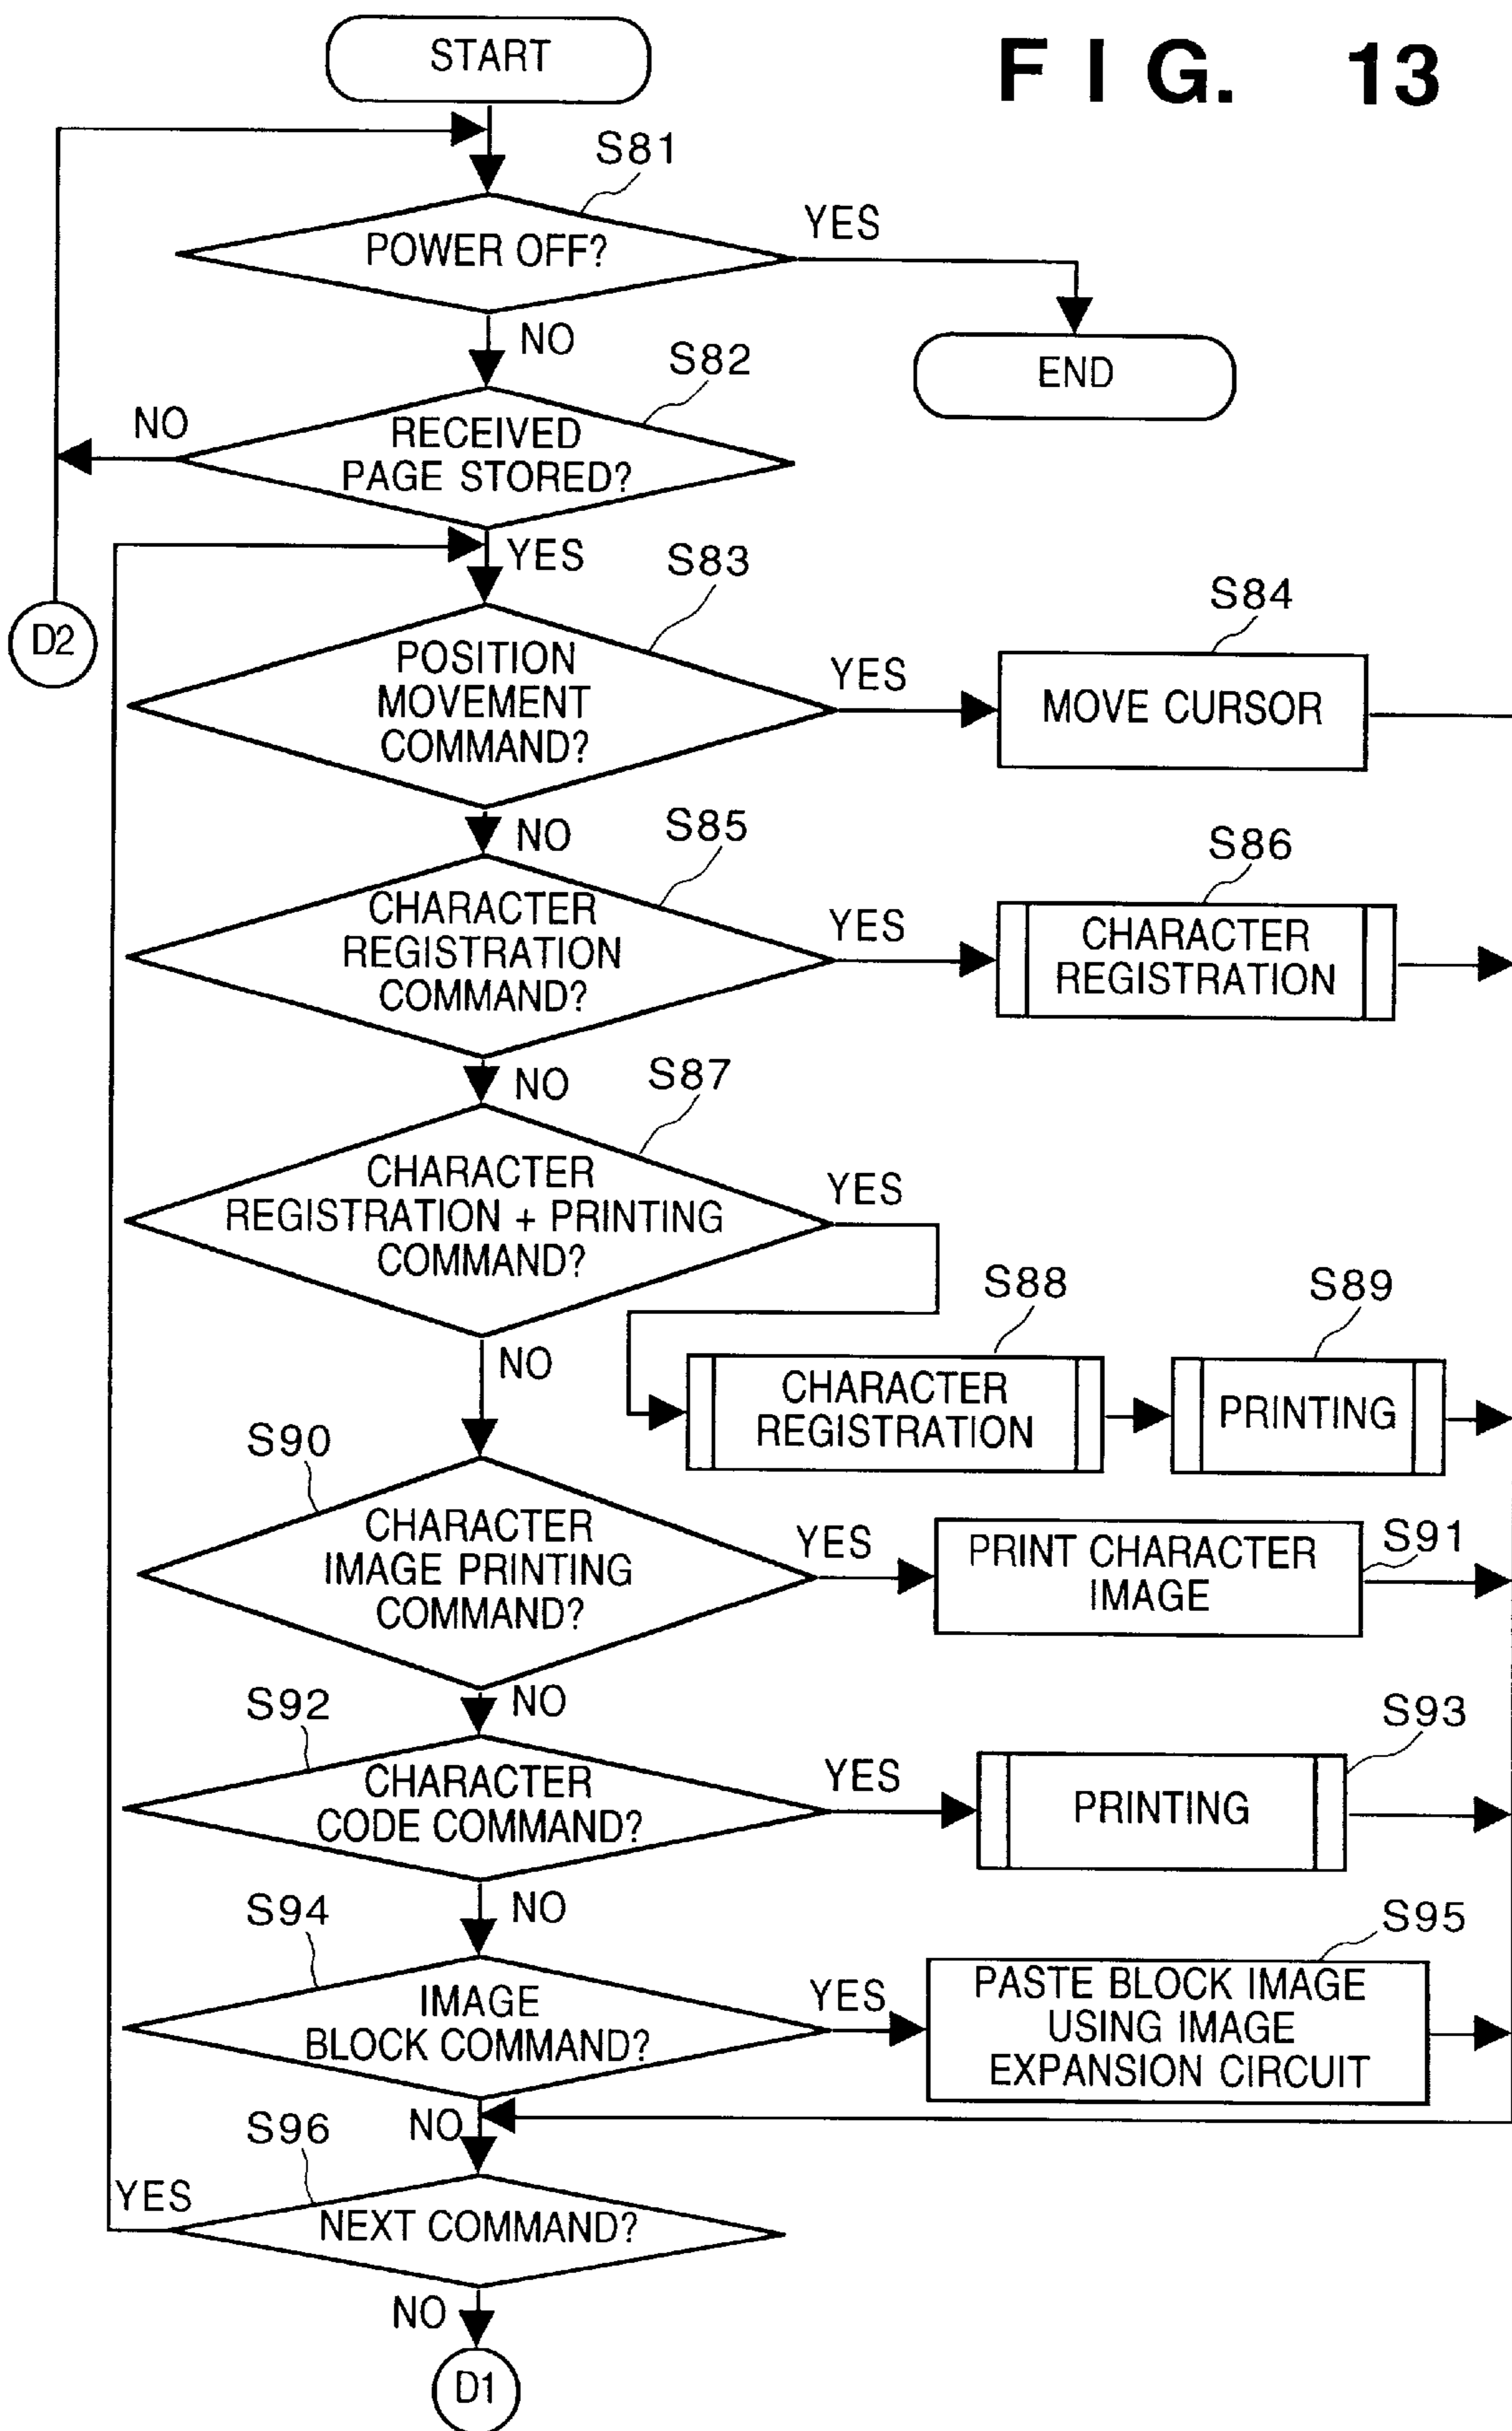 START
F I G. 13
S81
POWER OFF?
YES
NO
END
S82
RECEIVED
PAGE STORED?
NO
YES
D2
S83
POSITION
MOVEMENT
COMMAND?
YES
S84
MOVE CURSOR
NO
S85
CHARACTER
REGISTRATION
COMMAND?
YES
S86
CHARACTER
REGISTRATION
NO
S87
CHARACTER
REGISTRATION + PRINTING
COMMAND?
YES
S88
CHARACTER
REGISTRATION
S89
PRINTING
NO
S90
CHARACTER
IMAGE PRINTING
COMMAND?
YES
PRINT CHARACTER
IMAGE
S91
NO
S92
CHARACTER
CODE COMMAND?
YES
S93
PRINTING
NO
S94
IMAGE
BLOCK COMMAND?
YES
S95
PASTE BLOCK IMAGE
USING IMAGE
EXPANSION CIRCUIT
NO
S96
NEXT COMMAND?
YES
NO
D1